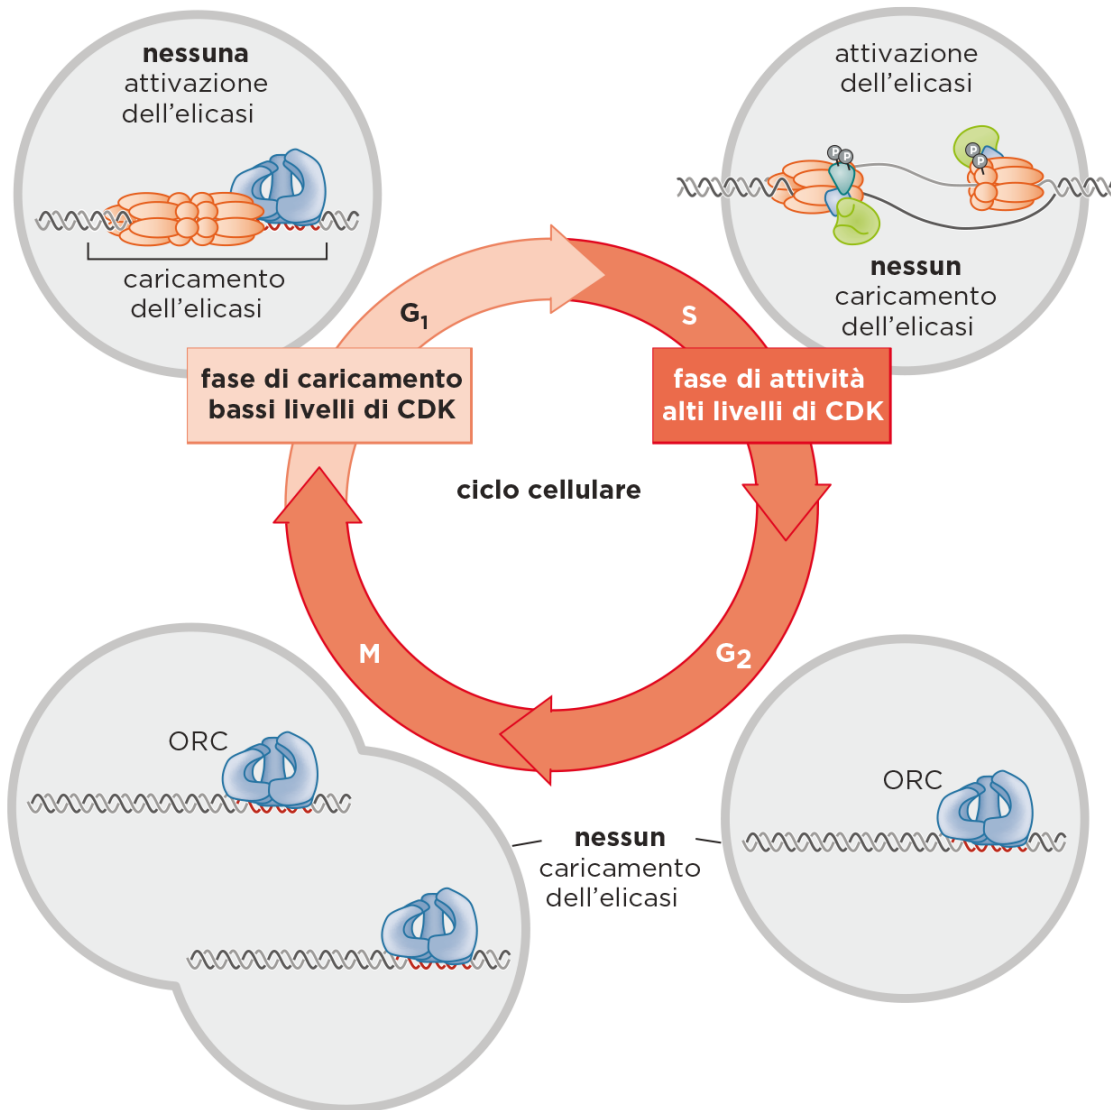 nessuna
attivazione
dell'elicasi
caricamento
dell'elicasi
attivazione
dell'elicasi
P
P
P
P
nessun
caricamento
dell'elicasi
G1
S
fase di caricamento
bassi livelli di CDK
fase di attività
alti livelli di CDK
ciclo cellulare
M
G2
ORC
ORC
nessun
caricamento
dell'elicasi